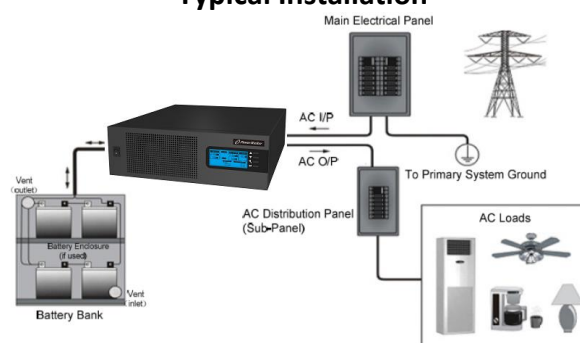 Typical Installation
Main Electrical Panel
AC I/P
AC O/P
To Primary System Ground
Vent
(outlet)
AC Distribution Panel
(Sub-Panel)
AC Loads
Battery Enclosure
(if used)
Vent
inlet)
Battery Bank